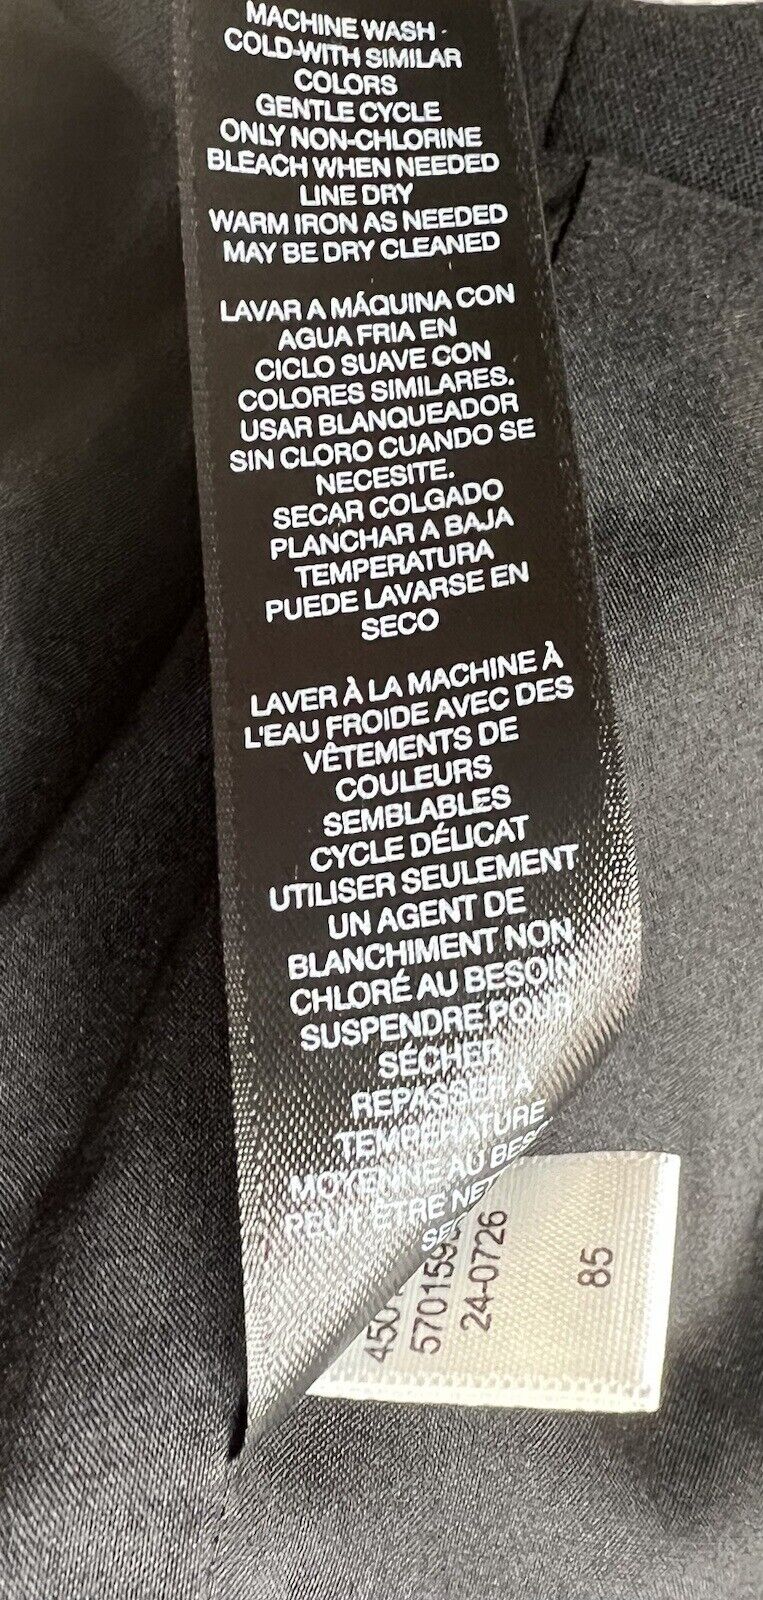 MACHINE WASH -
COLD-WITH SIMILAR
COLORS
GENTLE CYCLE
ONLY NON-CHLORINE
BLEACH WHEN NEEDED
LINE DRY
WARM IRON AS NEEDED
MAY BE DRY CLEANED
LAVAR A MÁQUINA CON
AGUA FRIA EN
CICLO SUAVE CON
COLORES SIMILARES.
USAR BLANQUEADOR
SIN CLORO CUANDO SE
NECESITE.
SECAR COLGADO
PLANCHAR A BAJA
TEMPERATURA
PUEDE LAVARSE EN
SECO
LAVER À LA MACHINE À
L'EAU FROIDE AVEC DES
VÊTEMENTS DE
COULEURS
SEMBLABLES
CYCLE DÉLICAT
UTILISER SEULEMENT
UN AGENT DE
BLANCHIMENT NON
CHLORÉ AU BESOIN
SUSPENDRE POUR
SÉCHER
REPASSER À
TEMPÉRATURE
MOYENNE AU
PEUT ÊTRE
24-0726
85